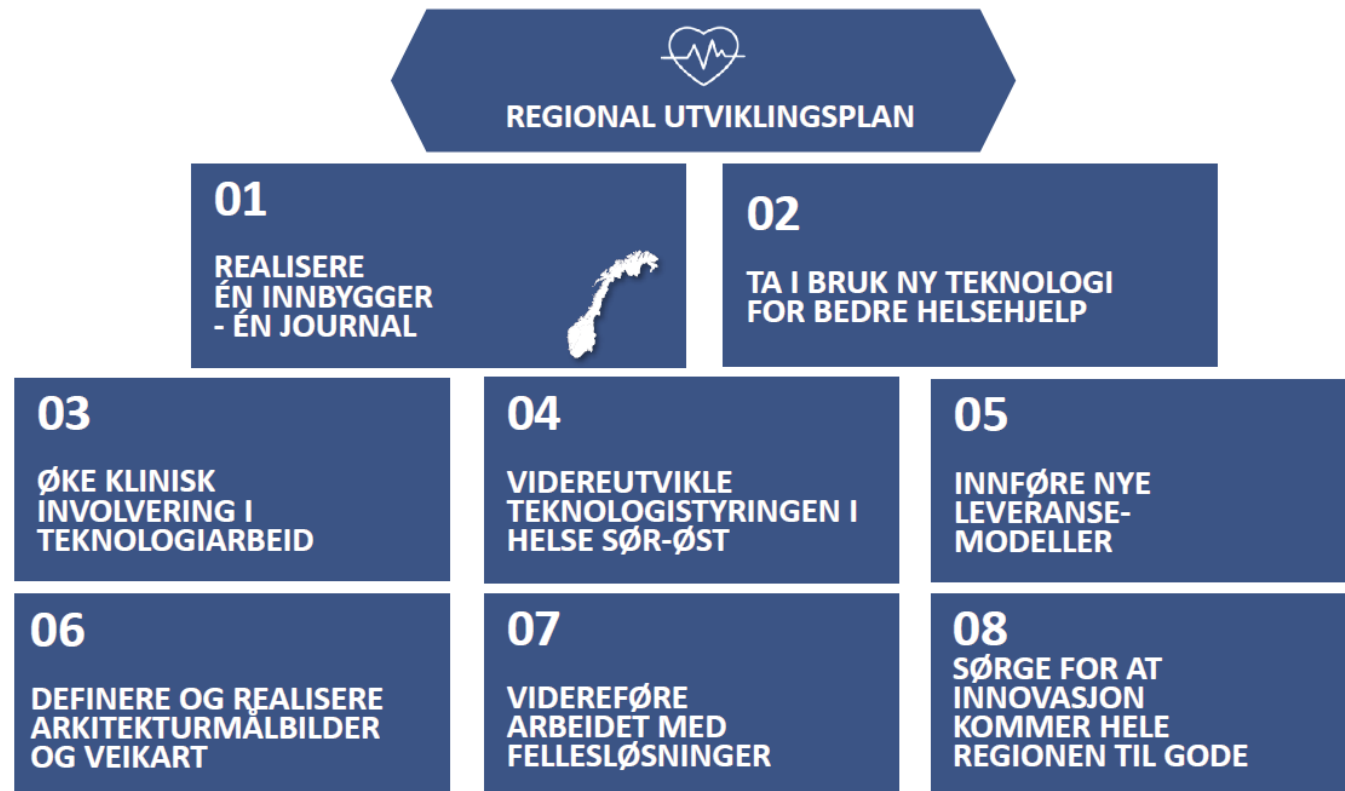 REGIONAL UTVIKLINGSPLAN
01
REALISERE
ÉN INNBYGGER
- ÉN JOURNAL
02
TA I BRUK NY TEKNOLOGI
FOR BEDRE HELSEHJELP
03
ØKE KLINISK
INVOLVERING I
TEKNOLOGIARBEID
04
VIDEREUTVIKLE
TEKNOLOGISTYRINGEN I
HELSE SØR-ØST
05
INNFØRE NYE
LEVERANSE-
MODELLER
06
DEFINERE OG REALISERE
ARKITEKTURMÅLBILDER
OG VEIKART
07
VIDEREFØRE
ARBEIDET MED
FELLESLØSNINGER
08
SØRGE FOR AT
INNOVASJON
KOMMER HELE
REGIONEN TIL GODE